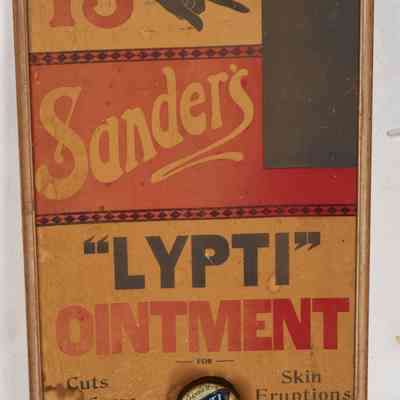 Sander's
"LYPTI"
OINTMENT
FOR
Cuts
Skin
Eruptions